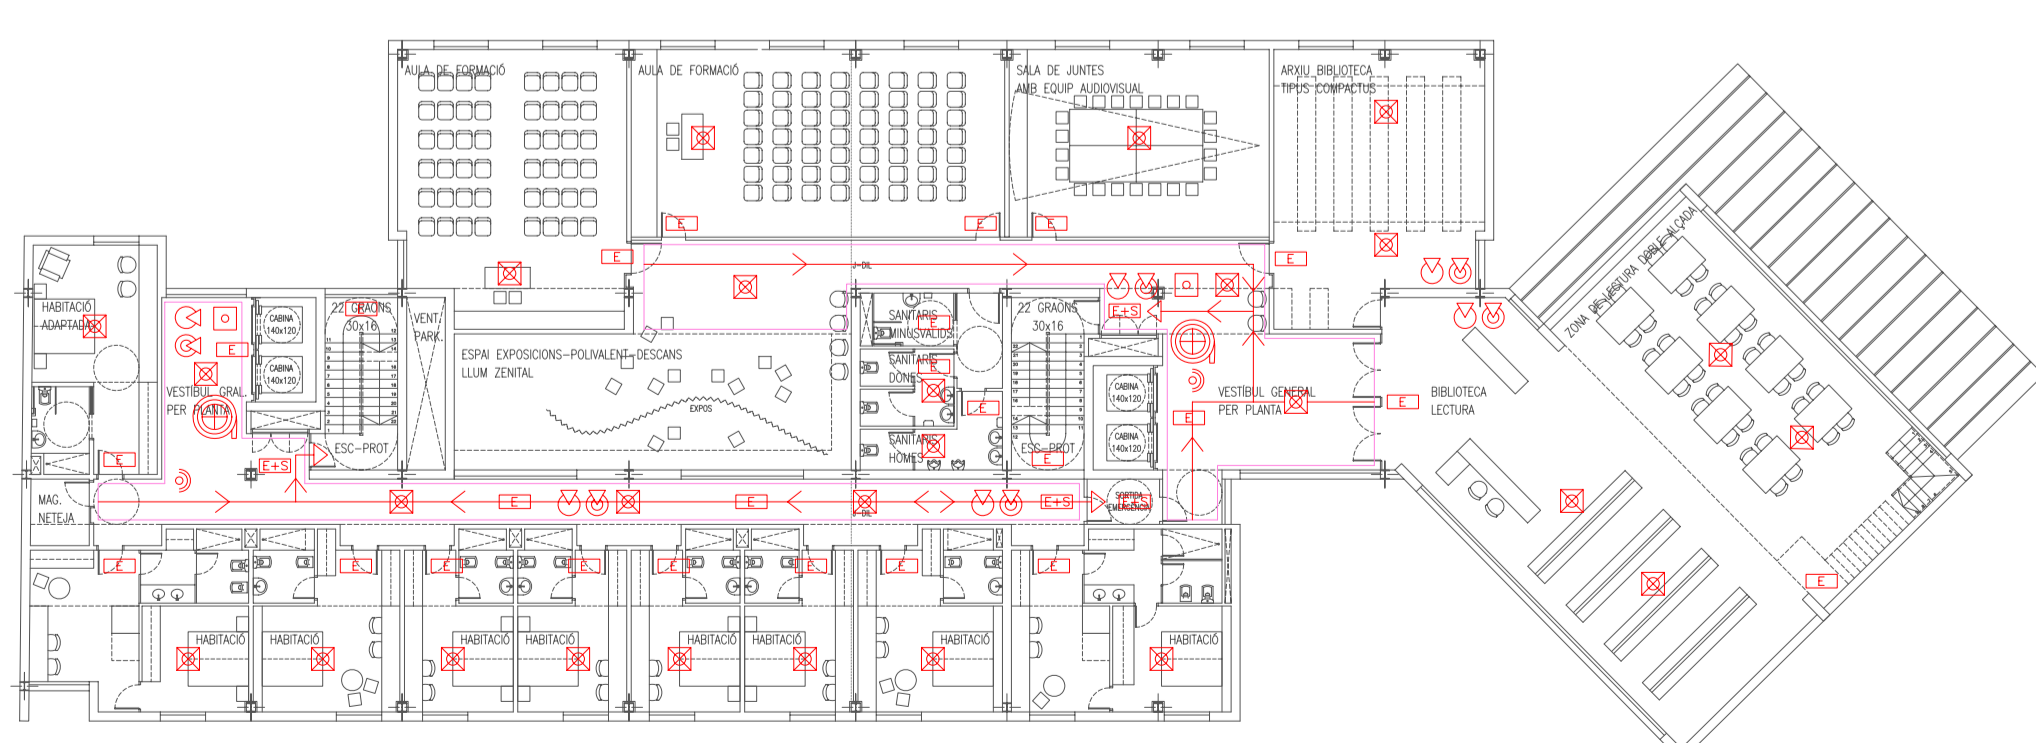 AULA DE FORMACIÓ
AULA DE FORMACIÓ
SALA DE JUNTES
AMB EQUIP AUDIOVISUAL
ARXIU BIBLIOTECA
TIPUS COMPACTUS
E
E
E
E
E
J-DIL
ZONA DE LECTURA DOBLE ALÇADA
HABITACIÓ
ADAPTADA
CABINA
140x120
CABINA
140x120
E
E
22 GRAONS
30x16
ESC-PROT
VENT.
PARK.
ESPAI EXPOSICIONS-POLIVALENT-DESCANS
LLUM ZENITAL
EXPOS
SANITARIS
MINUSVALIDS
E
SANITARIS
DONES
E
E
SANITARIS
HOMES
22 GRAONS
30x16
ESC-PROT
E
E+S
CABINA
140x120
CABINA
140x120
E
VESTÍBUL GRAL.
PER PLANTA
VESTÍBUL GENERAL
PER PLANTA
E
BIBLIOTECA
LECTURA
E
E+S
MAG.
NETEJA
E
E
E+S
J-DIL
SORTIDA
EMERGÈNCIA
E+S
E
E
E
E
E
E
E
E
E
HABITACIÓ
HABITACIÓ
HABITACIÓ
HABITACIÓ
HABITACIÓ
HABITACIÓ
HABITACIÓ
HABITACIÓ